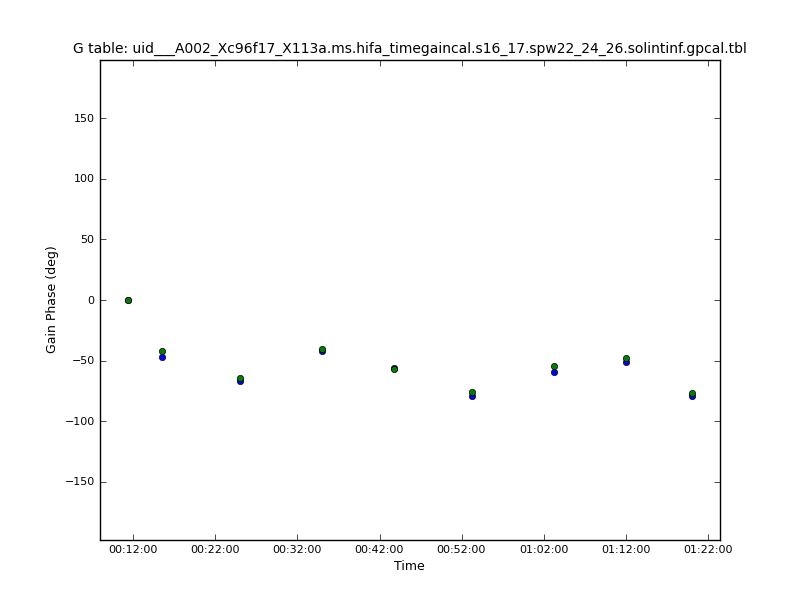 G table: uid___A002_Xc96f17_X113a.ms.hifa_timegaincal.s16_17.spw22_24_26.solintinf.gpcal.tbl
150
100
50
0
−50
−100
−150
Gain Phase (deg)
00:12:00 00:22:00 00:32:00 00:42:00 00:52:00 01:02:00 01:12:00 01:22:00
Time